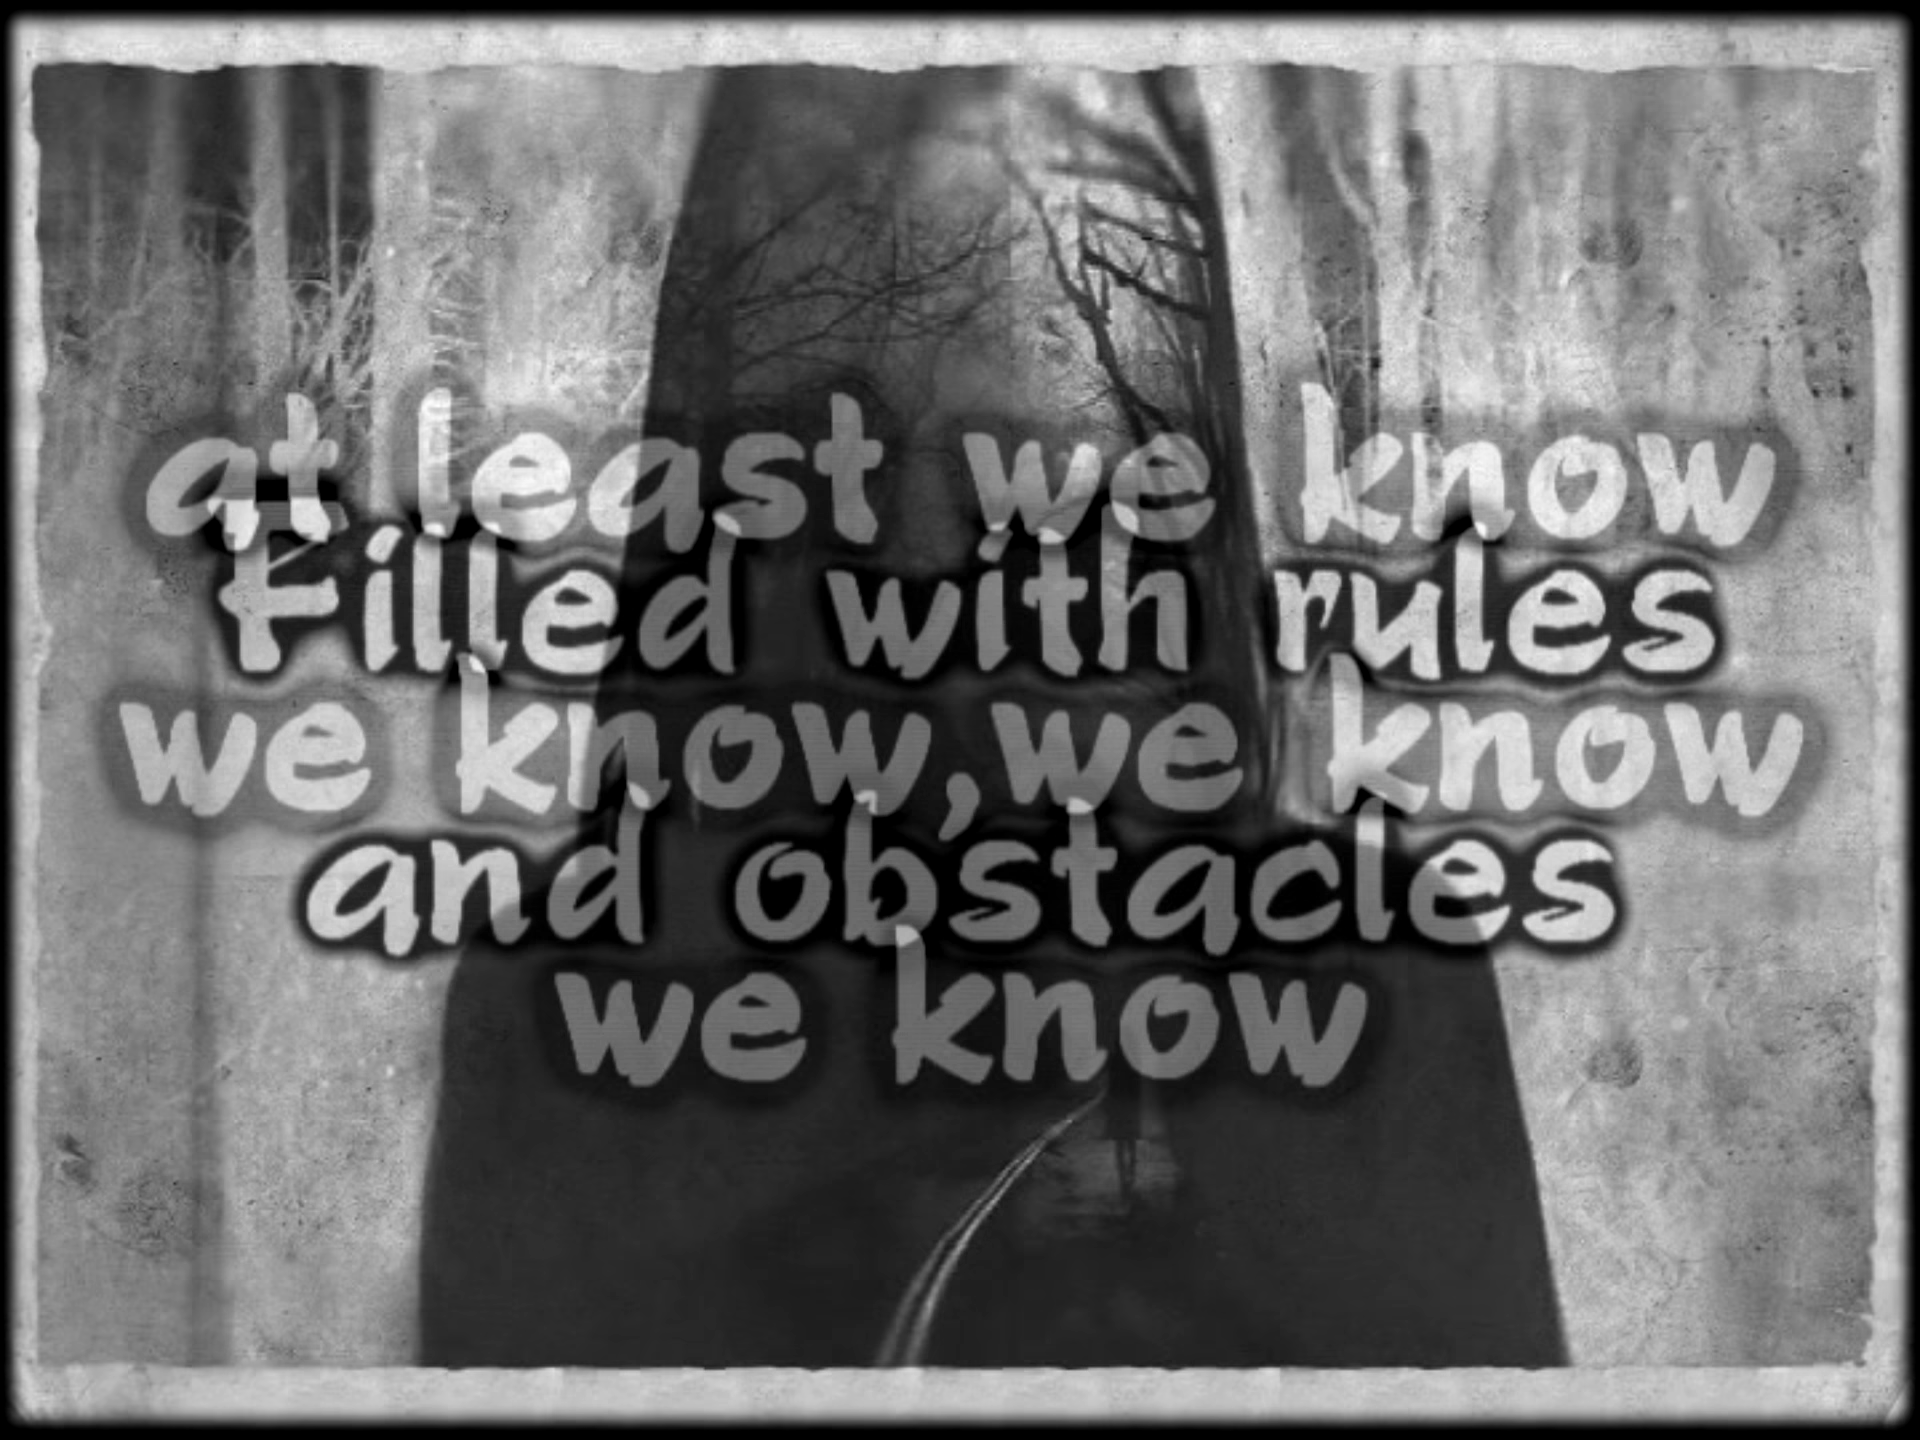 at least we know
Filled with rules
we know,we know
and obstacles
we know